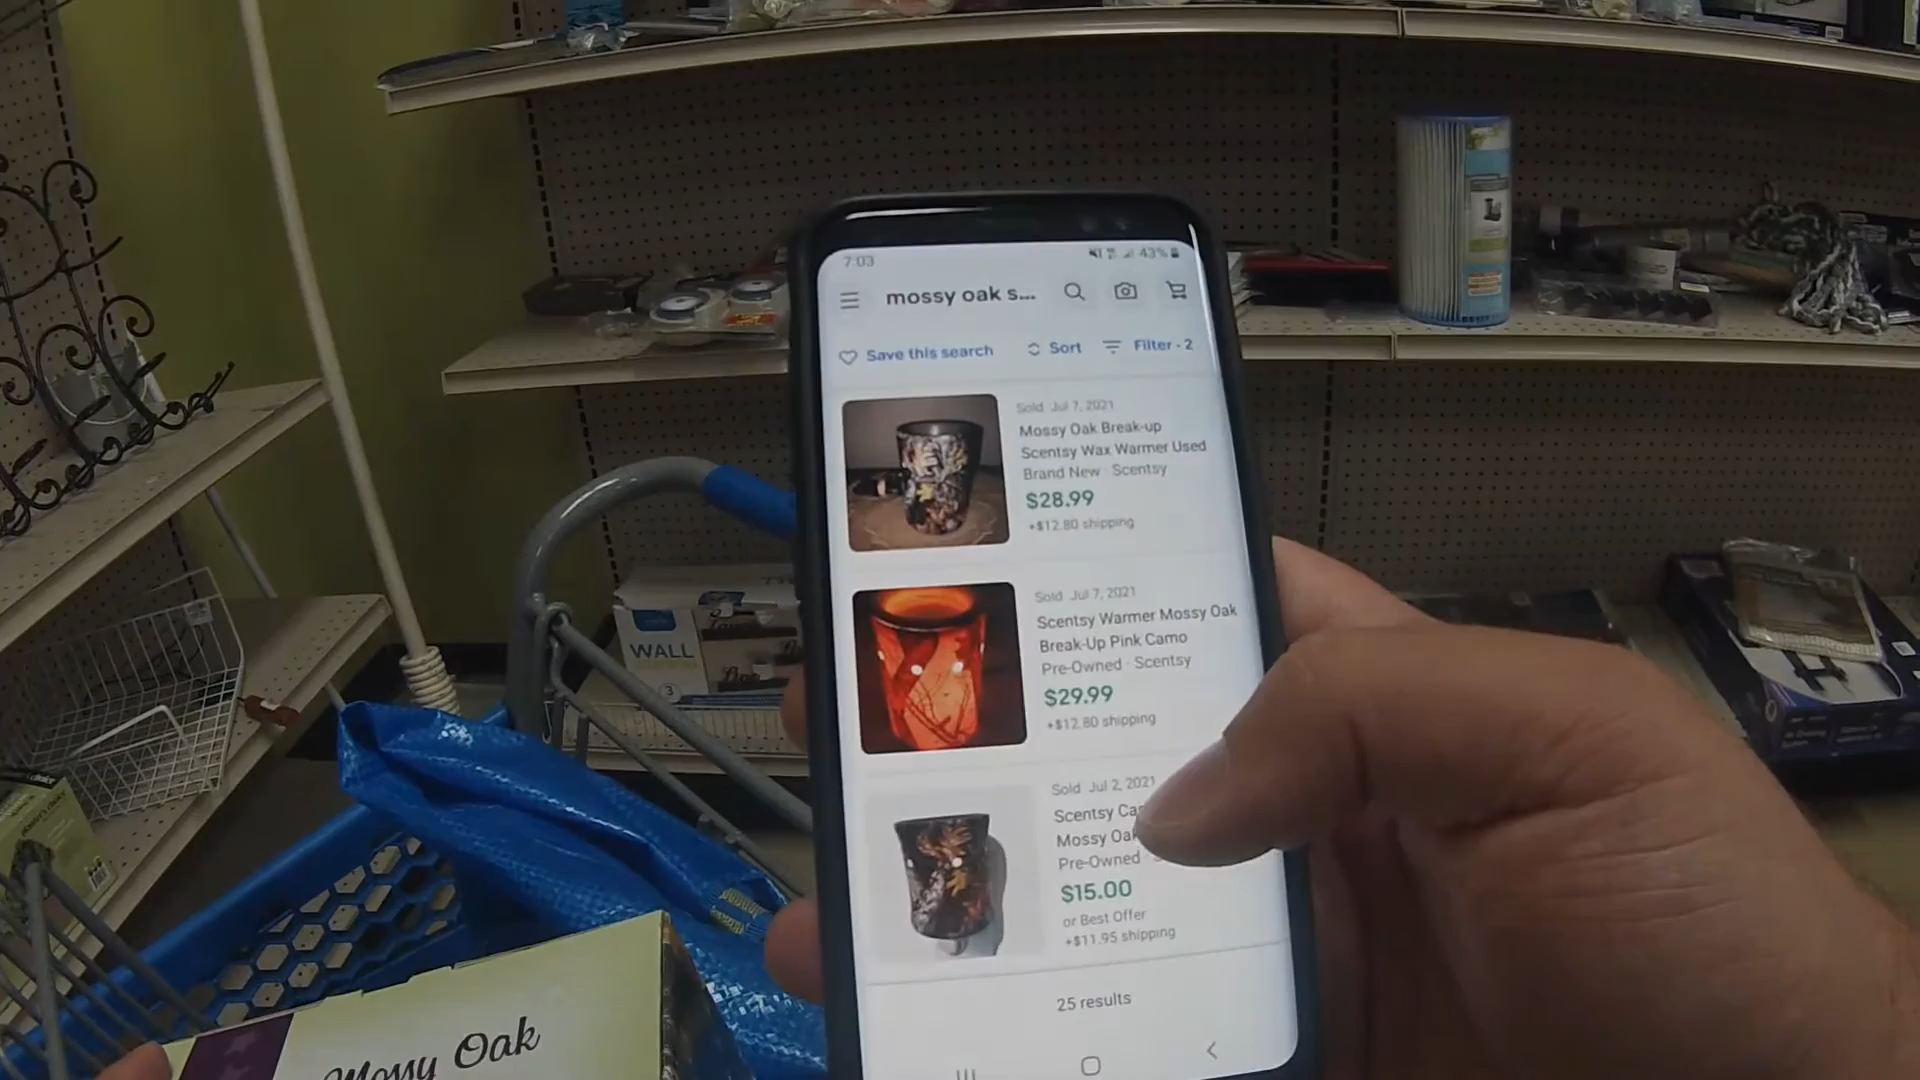 7:03
43%
mossy oak s...
Save this search
Sort
Filter · 2
Sold Jul 7, 2021
Mossy Oak Break-up
Scentsy Wax Warmer Used
Brand New · Scentsy
$28.99
+$12.80 shipping
Sold Jul 7, 2021
Scentsy Warmer Mossy Oak
Break-Up Pink Camo
Pre-Owned · Scentsy
$29.99
+$12.80 shipping
Sold Jul 2, 2021
Scentsy
Mossy Oak
Pre-Owned
$15.00
or Best Offer
+$11.95 shipping
25 results
WALL
3
Mossy Oak